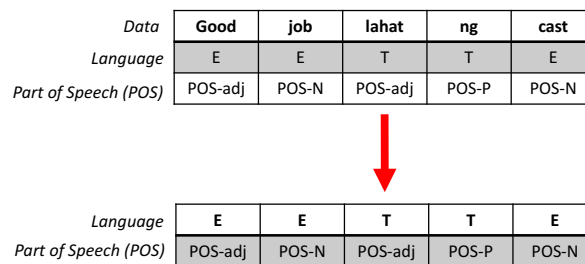 Data Good job lahat ng cast
Language E E T T E
Part of Speech (POS) POS-adj POS-N POS-adj POS-P POS-N
Language E E T T E
Part of Speech (POS) POS-adj POS-N POS-adj POS-P POS-N